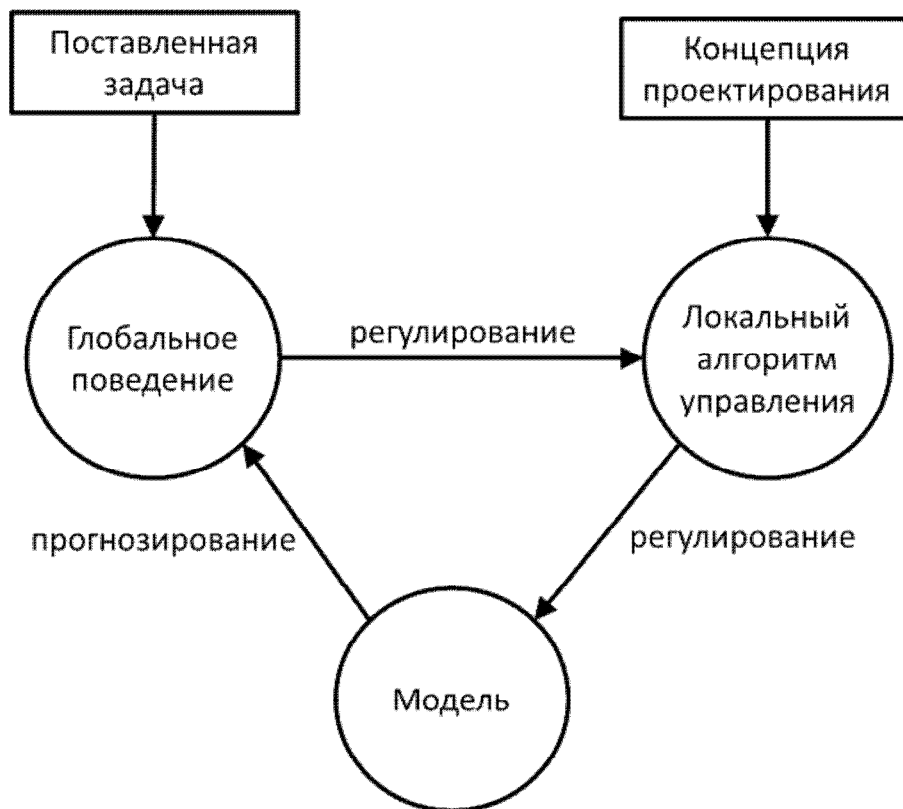 Поставленная
задача
Концепция
проектирования
Глобальное
поведение
регулирование
Локальный
алгоритм
управления
прогнозирование
регулирование
Модель